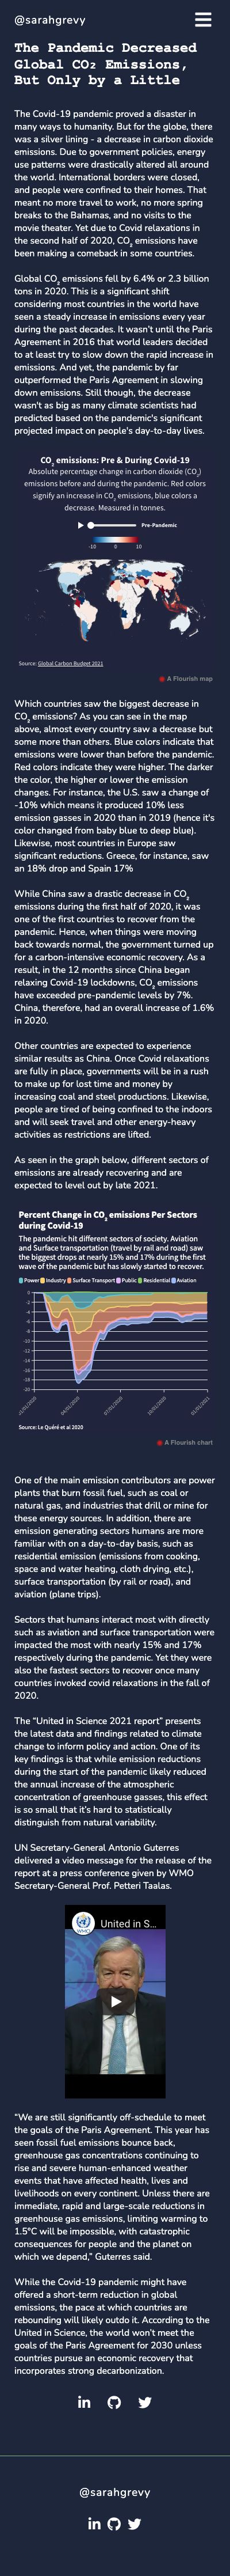 @sarahgrevy
The Pandemic Decreased
Global CO₂ Emissions,
But Only by a Little
The Covid-19 pandemic proved a disaster in
many ways to humanity. But for the globe, there
was a silver lining - a decrease in carbon dioxide
emissions. Due to government policies, energy
use patterns were drastically altered all around
the world. International borders were closed,
and people were confined to their homes. That
meant no more travel to work, no more spring
breaks to the Bahamas, and no visits to the
movie theater. Yet due to Covid relaxations in
the second half of 2020, CO₂ emissions have
been making a comeback in some countries.
Global CO₂ emissions fell by 6.4% or 2.3 billion
tons in 2020. This is a significant shift
considering most countries in the world have
seen a steady increase in emissions every year
during the past decades. It wasn't until the Paris
Agreement in 2016 that world leaders decided
to at least try to slow down the rapid increase in
emissions. And yet, the pandemic by far
outperformed the Paris Agreement in slowing
down emissions. Still though, the decrease
wasn't as big as many climate scientists had
predicted based on the pandemic's significant
projected impact on people's day-to-day lives.
CO₂ emissions: Pre & During Covid-19
Absolute percentage change in carbon dioxide (CO₂)
emissions before and during the pandemic. Red colors
signify an increase in CO₂ emissions, blue colors a
decrease. Measured in tonnes.
Pre-Pandemic
-10 0 10
Source: Global Carbon Budget 2021
A Flourish map
Which countries saw the biggest decrease in
CO₂ emissions? As you can see in the map
above, almost every country saw a decrease but
some more than others. Blue colors indicate that
emissions were lower than before the pandemic.
Red colors indicate they were higher. The darker
the color, the higher or lower the emission
changes. For instance, the U.S. saw a change of
-10% which means it produced 10% less
emission gasses in 2020 than in 2019 (hence it's
color changed from baby blue to deep blue).
Likewise, most countries in Europe saw
significant reductions. Greece, for instance, saw
an 18% drop and Spain 17%
While China saw a drastic decrease in CO₂
emissions during the first half of 2020, it was
one of the first countries to recover from the
pandemic. Hence, when things were moving
back towards normal, the government turned up
for a carbon-intensive economic recovery. As a
result, in the 12 months since China began
relaxing Covid-19 lockdowns, CO₂ emissions
have exceeded pre-pandemic levels by 7%.
China, therefore, had an overall increase of 1.6%
in 2020.
Other countries are expected to experience
similar results as China. Once Covid relaxations
are fully in place, governments will be in a rush
to make up for lost time and money by
increasing coal and steel productions. Likewise,
people are tired of being confined to the indoors
and will seek travel and other energy-heavy
activities as restrictions are lifted.
As seen in the graph below, different sectors of
emissions are already recovering and are
expected to level out by late 2021.
Percent Change in CO₂ emissions Per Sectors
during Covid-19
The pandemic hit different sectors of society. Aviation
and Surface transportation (travel by rail and road) saw
the biggest drops at nearly 15% and 17% during the first
wave of the pandemic but has slowly started to recover.
Power Industry Surface Transport Public Residential Aviation
0
-2
-4
-6
-8
-10
-12
-14
-16
-18
-20
Source: Le Quéré et al 2020
A Flourish chart
One of the main emission contributors are power
plants that burn fossil fuel, such as coal or
natural gas, and industries that drill or mine for
these energy sources. In addition, there are
emission generating sectors humans are more
familiar with on a day-to-day basis, such as
residential emission (emissions from cooking,
space and water heating, cloth drying, etc.),
surface transportation (by rail or road), and
aviation (plane trips).
Sectors that humans interact most with directly
such as aviation and surface transportation were
impacted the most with nearly 15% and 17%
respectively during the pandemic. Yet they were
also the fastest sectors to recover once many
countries invoked covid relaxations in the fall of
2020.
The “United in Science 2021 report” presents
the latest data and findings related to climate
change to inform policy and action. One of its
key findings is that while emission reductions
during the start of the pandemic likely reduced
the annual increase of the atmospheric
concentration of greenhouse gasses, this effect
is so small that it's hard to statistically
distinguish from natural variability.
UN Secretary-General Antonio Guterres
delivered a video message for the release of the
report at a press conference given by WMO
Secretary-General Prof. Petteri Taalas.
WMO
United in S...
“We are still significantly off-schedule to meet
the goals of the Paris Agreement. This year has
seen fossil fuel emissions bounce back,
greenhouse gas concentrations continuing to
rise and severe human-enhanced weather
events that have affected health, lives and
livelihoods on every continent. Unless there are
immediate, rapid and large-scale reductions in
greenhouse gas emissions, limiting warming to
1.5°C will be impossible, with catastrophic
consequences for people and the planet on
which we depend,” Guterres said.
While the Covid-19 pandemic might have
offered a short-term reduction in global
emissions, the pace at which countries are
rebounding will likely outdo it. According to the
United in Science, the world won't meet the
goals of the Paris Agreement for 2030 unless
countries pursue an economic recovery that
incorporates strong decarbonization.
@sarahgrevy